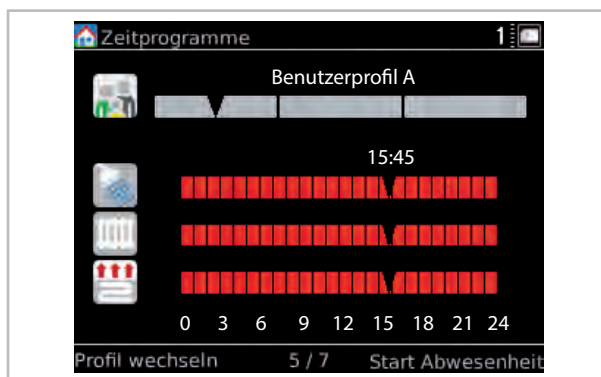 Zeitprogramme 1
Benutzerprofil A
15:45
0 3 6 9 12 15 18 21 24
Profil wechseln 5 / 7 Start Abwesenheit